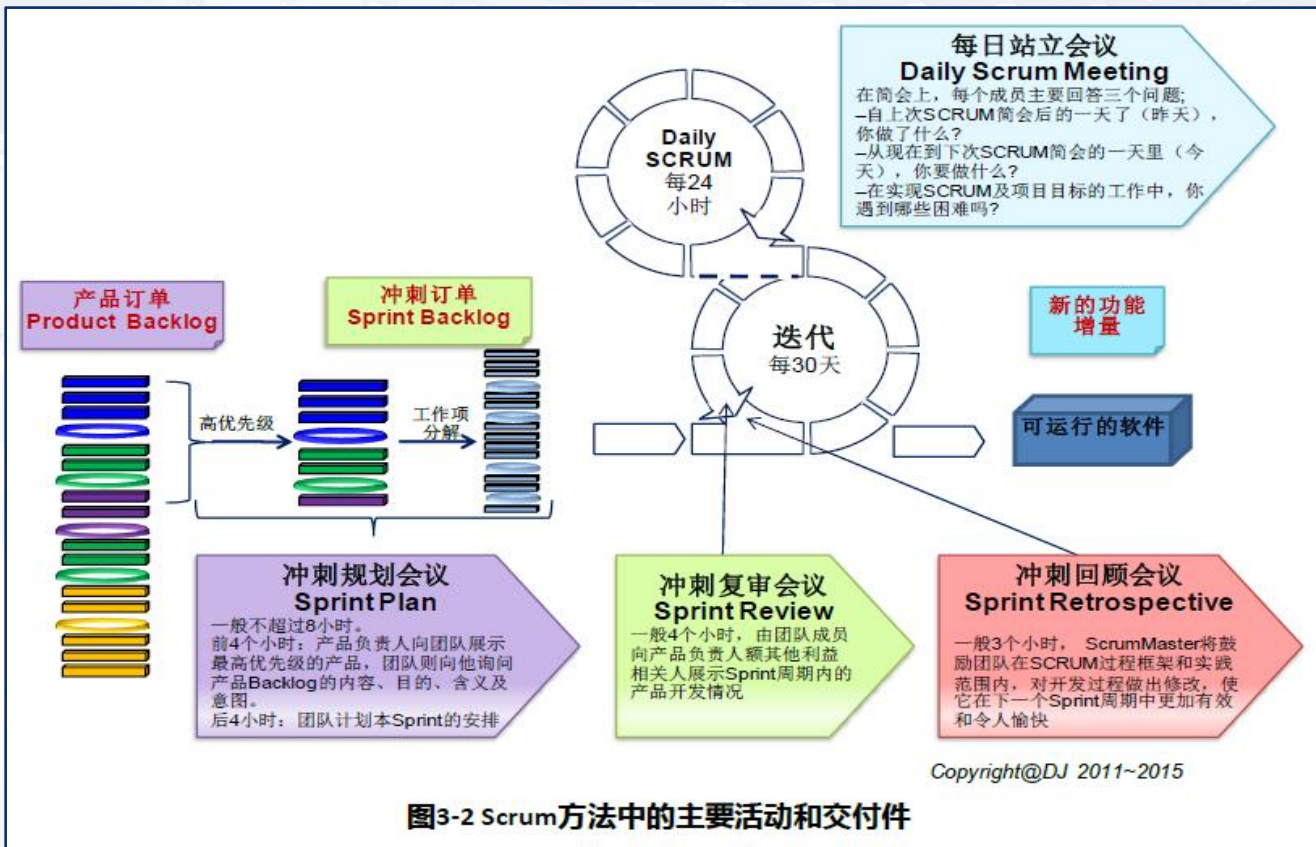 每日站立会议
Daily Scrum Meeting
在简会上，每个成员主要回答三个问题;
–自上次SCRUM简会后的一天了（昨天），
你做了什么?
–从现在到下次SCRUM简会的一天里（今
天），你要做什么?
–在实现SCRUM及项目目标的工作中，你
遇到哪些困难吗?
Daily
SCRUM
每24
小时
产品订单
Product Backlog
冲刺订单
Sprint Backlog
迭代
每30天
新的功能
增量
高优先级
工作项
分解
可运行的软件
冲刺规划会议
Sprint Plan
一般不超过8小时。
前4个小时：产品负责人向团队展示
最高优先级的产品，团队则向他询问
产品Backlog的内容、目的、含义及
意图。
后4小时：团队计划本Sprint的安排
冲刺复审会议
Sprint Review
一般4个小时，由团队成员
向产品负责人额其他利益
相关人展示Sprint周期内的
产品开发情况
冲刺回顾会议
Sprint Retrospective
一般3个小时， ScrumMaster将鼓
励团队在SCRUM过程框架和实践
范围内，对开发过程做出修改，使
它在下一个Sprint周期中更加有效
和令人愉快
Copyright@DJ 2011~2015
图3-2 Scrum方法中的主要活动和交付件